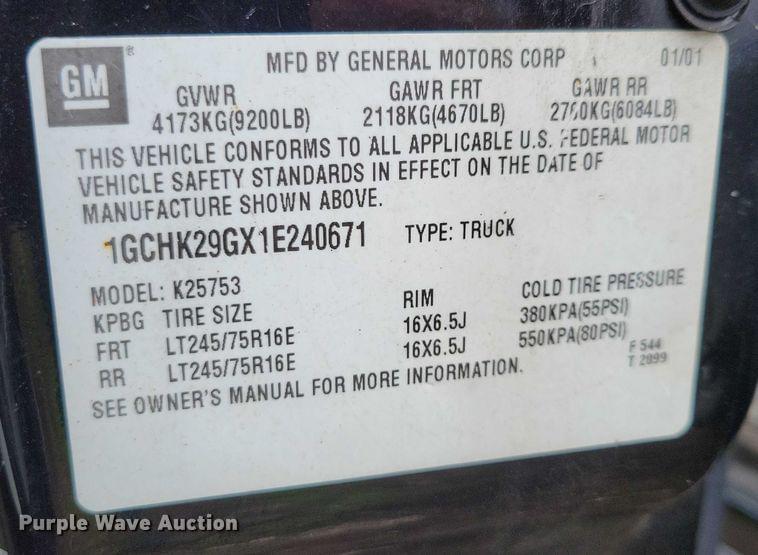 GM ®
MFD BY GENERAL MOTORS CORP 01/01
GVWR GAWR FRT GAWR RR
4173KG(9200LB) 2118KG(4670LB) 2760KG(6084LB)
THIS VEHICLE CONFORMS TO ALL APPLICABLE U.S. FEDERAL MOTOR
VEHICLE SAFETY STANDARDS IN EFFECT ON THE DATE OF
MANUFACTURE SHOWN ABOVE.
1GCHK29GX1E240671 TYPE: TRUCK
MODEL: K25753
KPBG TIRE SIZE RIM COLD TIRE PRESSURE
FRT LT245/75R16E 16X6.5J 380KPA(55PSI)
RR LT245/75R16E 16X6.5J 550KPA(80PSI)
F 544
T 2899
SEE OWNER'S MANUAL FOR MORE INFORMATION.
Purple Wave Auction